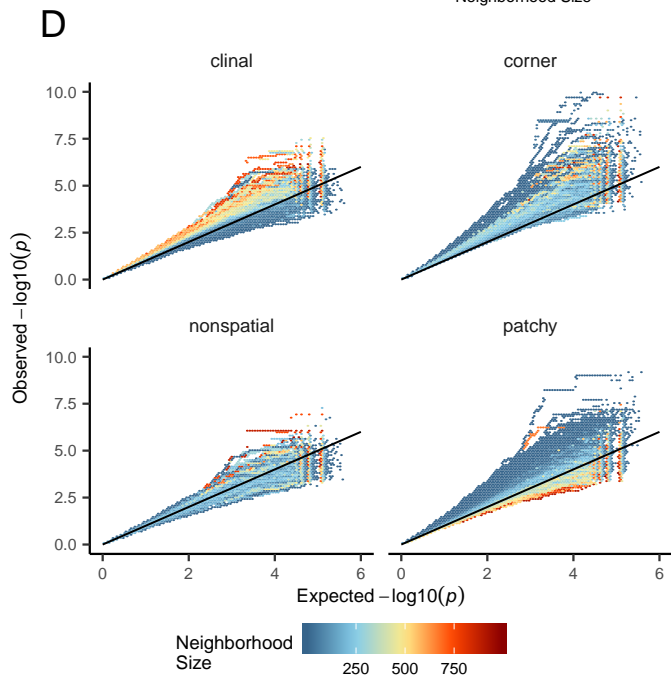 Neighborhood Size
D
clinal
corner
10.0
7.5
5.0
2.5
0.0
nonspatial
patchy
10.0
7.5
5.0
2.5
0.0
0
2
4
6
0
2
4
6
Observed −log10(p)
Expected −log10(p)
Neighborhood
Size
250
500
750